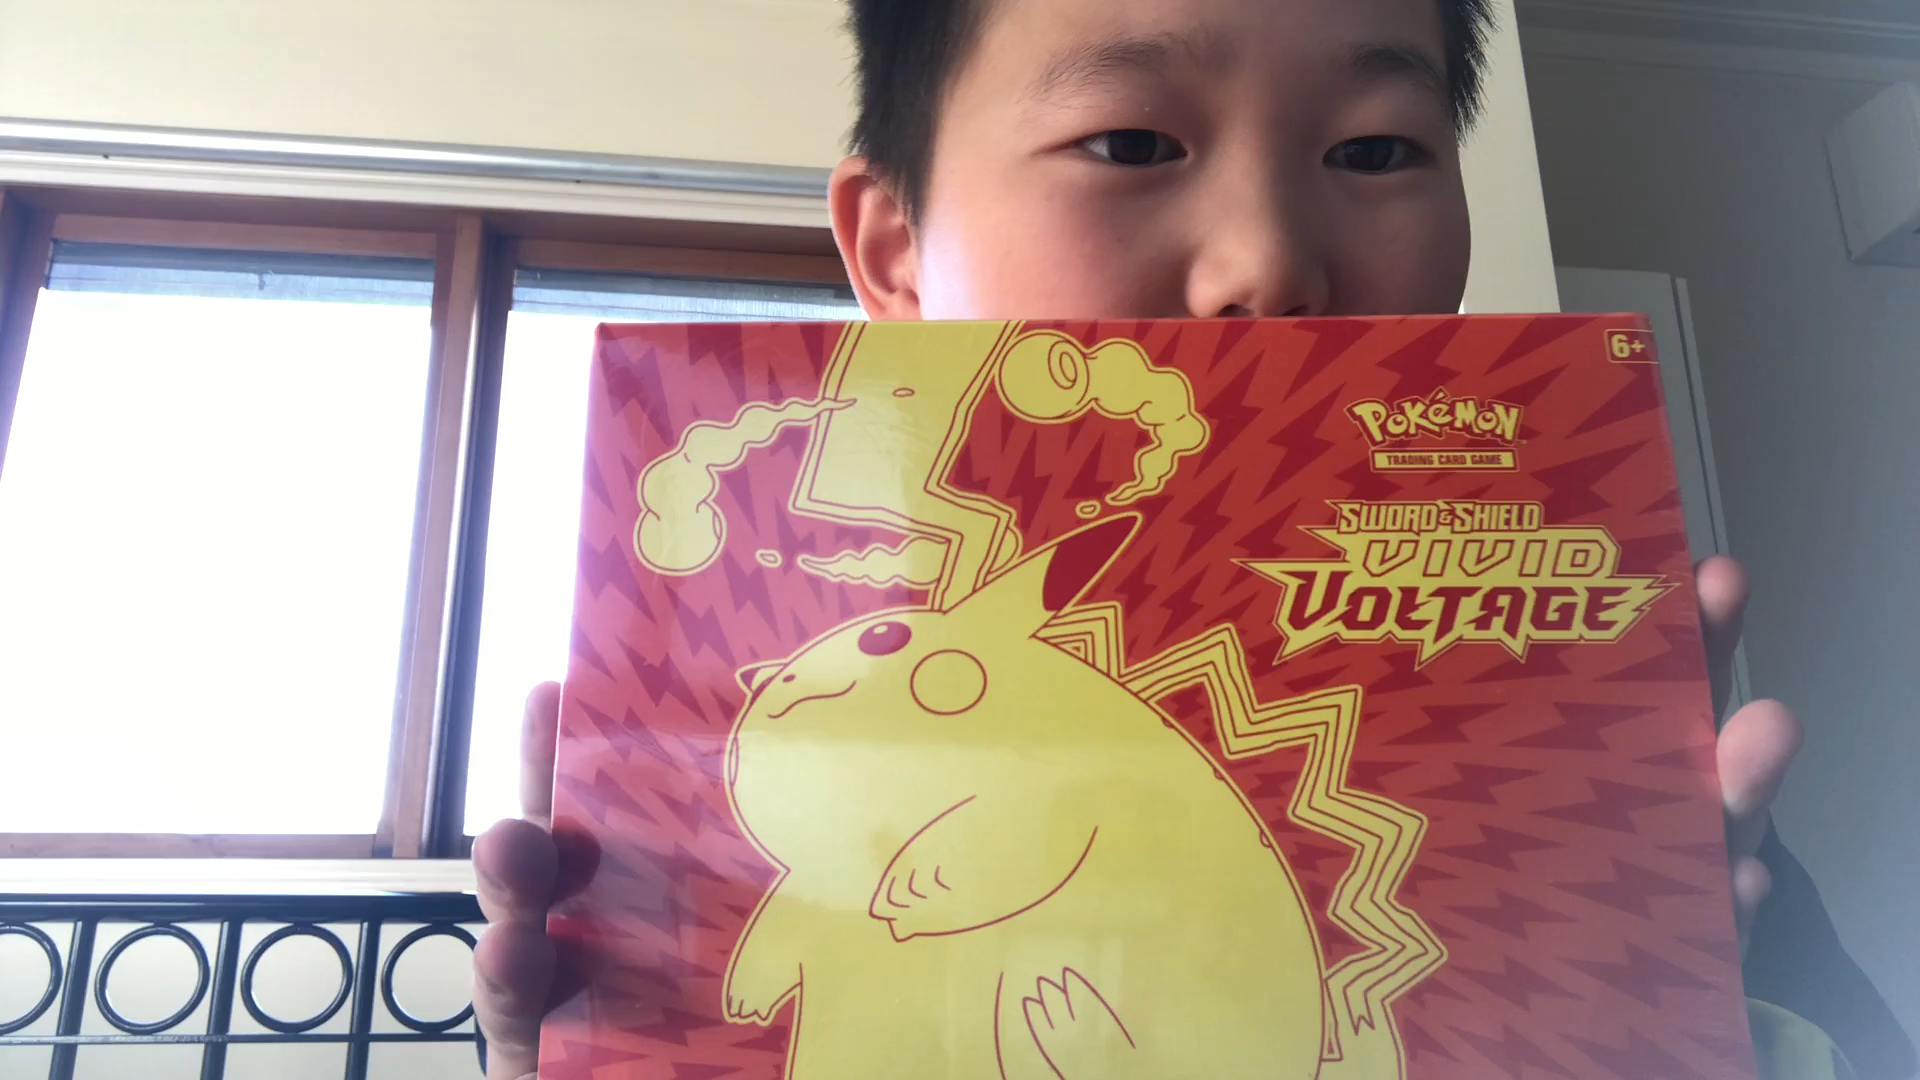 6+
POKéMON
TRADING CARD GAME
SWORD & SHIELD
VIVID
VOLTAGE